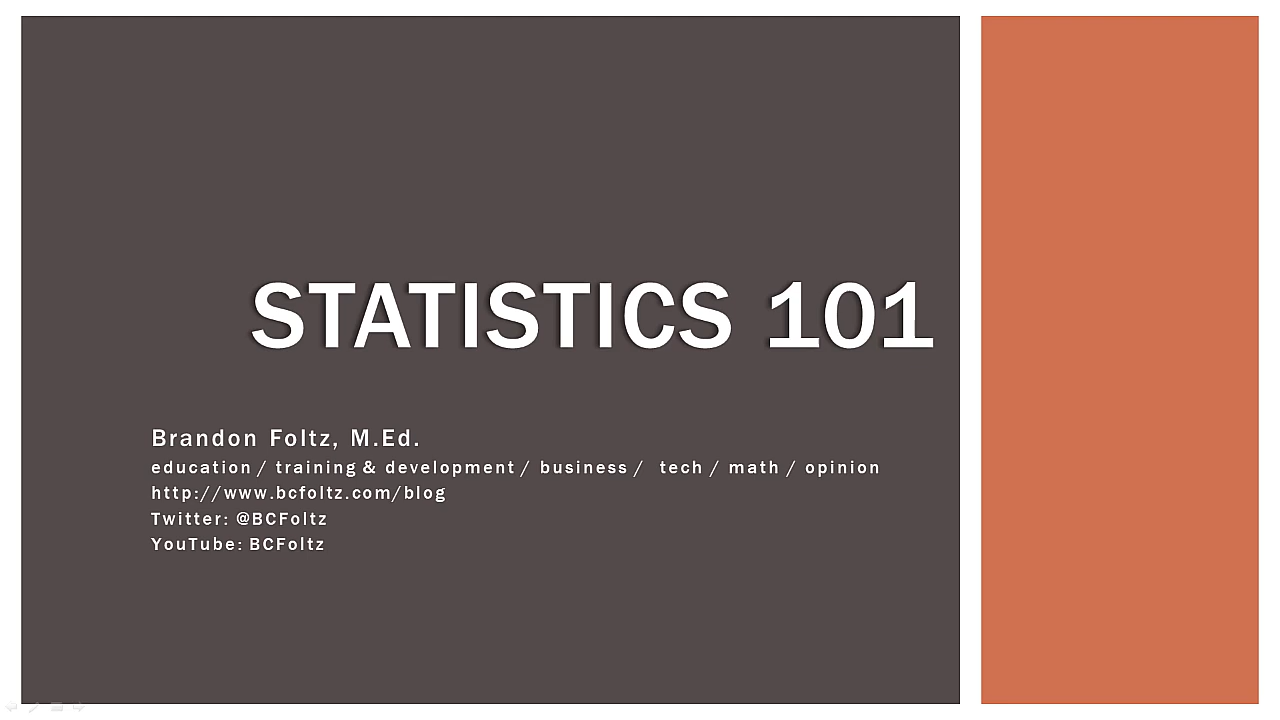 STATISTICS 101
Brandon Foltz, M.Ed.
education / training & development / business / tech / math / opinion
http://www.bcfoltz.com/blog
Twitter: @BCFoltz
YouTube: BCFoltz